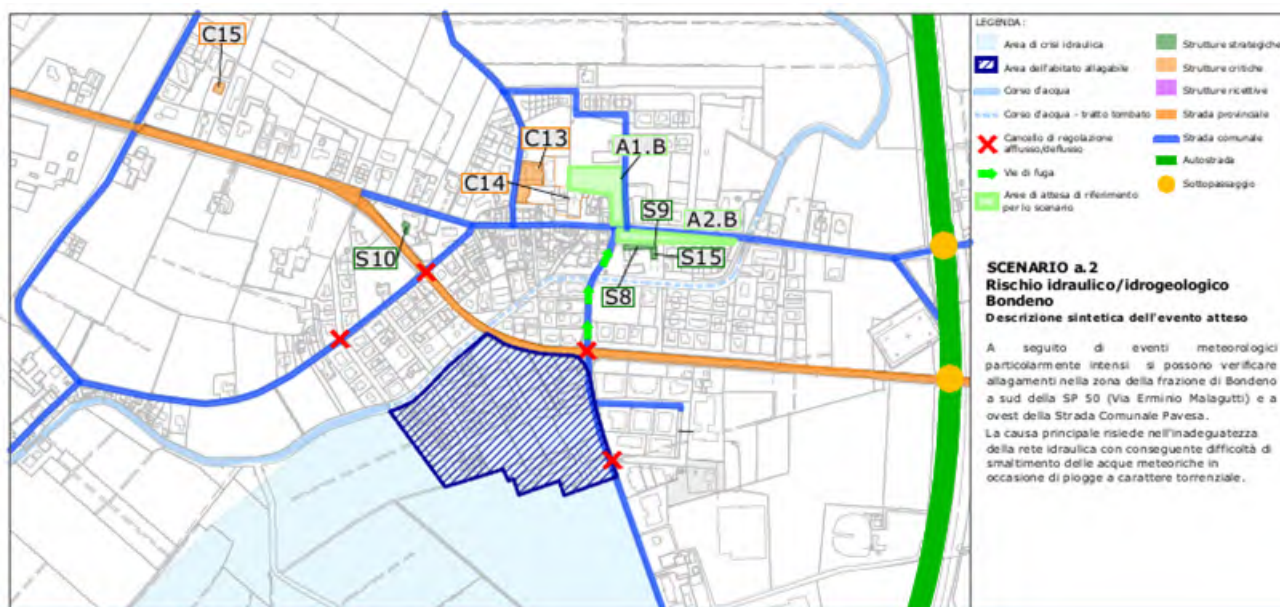 C15
C13
A1.B
C14
S9
A2.B
S10
S15
S8
LEGENDA:
Area di crisi idraulica
Area dell'abitato allagabile
Corso d'acqua
Corso d'acqua - tratto tombato
Cancello di regolazione
afflusso/deflusso
Vie di fuga
Aree di attesa di riferimento
per lo scenario
Strutture strategiche
Strutture critiche
Strutture ricettive
Strada provinciale
Strada comunale
Autostrada
Sottopassaggio
SCENARIO a.2
Rischio idraulico/idrogeologico
Bondeno
Descrizione sintetica dell'evento atteso
A seguito di eventi meteorologici
particolarmente intensi si possono verificare
allagamenti nella zona della frazione di Bondeno
a sud della SP 50 (Via Erminio Malagutti) e a
ovest della Strada Comunale Pavesa.
La causa principale risiede nell'inadeguatezza
della rete idraulica con conseguente difficoltà di
smaltimento delle acque meteoriche in
occasione di piogge a carattere torrenziale.